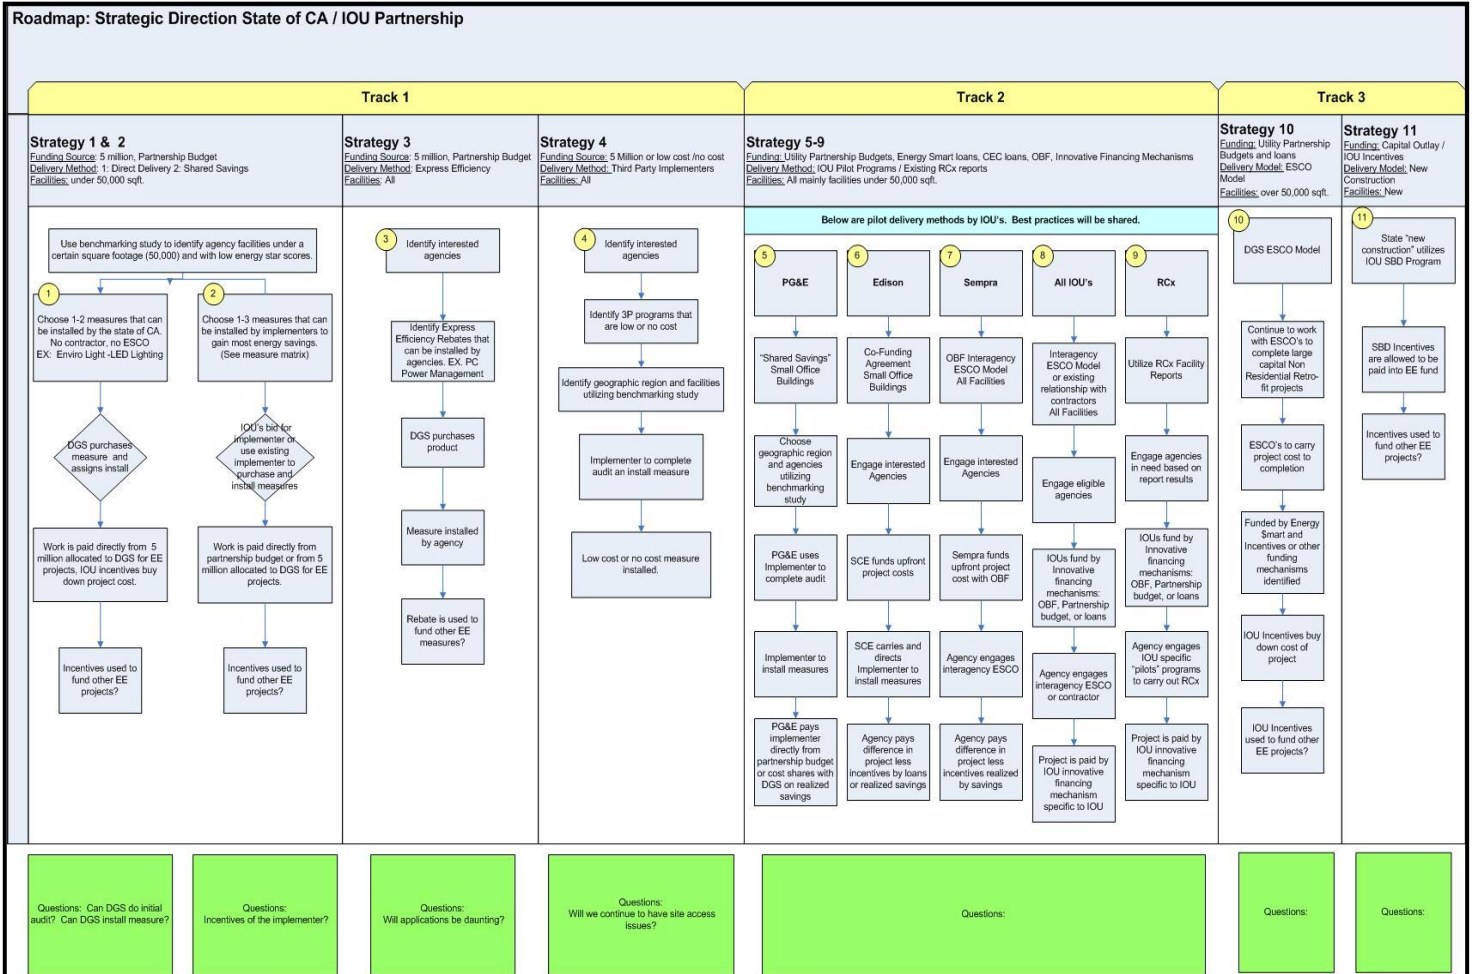 Roadmap: Strategic Direction State of CA / IOU Partnership
Track 1
Track 2
Track 3
Strategy 1 & 2
Funding Source: 5 million, Partnership Budget
Delivery Method: 1: Direct Delivery 2: Shared Savings
Facilities: under 50,000 sqft.
Strategy 3
Funding Source: 5 million, Partnership Budget
Delivery Method: Express Efficiency
Facilities: All
Strategy 4
Funding Source: 5 Million or low cost /no cost
Delivery Method: Third Party Implementers
Facilities: All
Strategy 5-9
Funding: Utility Partnership Budgets, Energy Smart loans, CEC loans, OBF, Innovative Financing Mechanisms
Delivery Method: IOU Pilot Programs / Existing RCx reports
Facilities: All mainly facilities under 50,000 sqft.
Strategy 10
Funding: Utility Partnership
Budgets and loans
Delivery Model: ESCO
Model
Facilities: over 50,000 sqft.
Strategy 11
Funding: Capital Outlay /
IOU Incentives
Delivery Model: New
Construction
Facilities: New
Use benchmarking study to identify agency facilities under a
certain square footage (50,000) and with low energy star scores.
1
Choose 1-2 measures that can
be installed by the state of CA.
No contractor, no ESCO
EX: Enviro Light -LED Lighting
DGS purchases
measure and
assigns install
Work is paid directly from 5
million allocated to DGS for EE
projects, IOU incentives buy
down project cost.
Incentives used to
fund other EE
projects?
2
Choose 1-3 measures that can
be installed by implementers to
gain most energy savings.
(See measure matrix)
IOU's bid for
implementer or
use existing
implementer to
purchase and
install measures
Work is paid directly from
partnership budget or from 5
million allocated to DGS for EE
projects.
Incentives used to
fund other EE
projects?
3
Identify interested
agencies
Identify Express
Efficiency Rebates that
can be installed by
agencies. EX. PC
Power Management
DGS purchases
product
Measure installed
by agency
Rebate is used to
fund other EE
measures?
4
Identify interested
agencies
Identify 3P programs that
are low or no cost
Identify geographic region and facilities
utilizing benchmarking study
Implementer to complete
audit an install measure
Low cost or no cost measure
installed.
Below are pilot delivery methods by IOU's. Best practices will be shared.
5
PG&E
"Shared Savings"
Small Office
Buildings
Choose
geographic region
and agencies
utilizing
benchmarking
study
PG&E uses
Implementer to
complete audit
Implementer to
install measures
PG&E pays
implementer
directly from
partnership budget
or cost shares with
DGS on realized
savings
6
Edison
Co-Funding
Agreement
Small Office
Buildings
Engage interested
Agencies
SCE funds upfront
project costs
SCE carries and
directs
Implementer to
install measures
Agency pays
difference in
project less
incentives by loans
or realized savings
7
Sempra
OBF Interagency
ESCO Model
All Facilities
Engage interested
Agencies
Sempra funds
upfront project
cost with OBF
Agency engages
interagency ESCO
Agency pays
difference in
project less
incentives realized
by savings
8
All IOU's
Interagency
ESCO Model
or existing
relationship with
contractors
All Facilities
Engage eligible
agencies
IOUs fund by
Innovative
financing
mechanisms:
OBF, Partnership
budget, or loans
Agency engages
interagency ESCO
or contractor
Project is paid by
IOU innovative
financing
mechanism
specific to IOU
9
RCx
Utilize RCx Facility
Reports
Engage agencies
in need based on
report results
IOUs fund by
Innovative
financing
mechanisms:
OBF, Partnership
budget, or loans
Agency engages
IOU specific
"pilots" programs
to carry out RCx
Project is paid by
IOU innovative
financing
mechanism
specific to IOU
10
DGS ESCO Model
Continue to work
with ESCO's to
complete large
capital Non
Residential Retro-
fit projects
ESCO's to carry
project cost to
completion
Funded by Energy
$mart and
Incentives or other
funding
mechanisms
identified
IOU Incentives buy
down cost of
project
IOU Incentives
used to fund other
EE projects?
11
State "new
construction" utilizes
IOU SBD Program
SBD Incentives
are allowed to be
paid into EE fund
Incentives used to
fund other EE
projects?
Questions: Can DGS do initial
audit? Can DGS install measure?
Questions:
Incentives of the implementer?
Questions:
Will applications be daunting?
Questions:
Will we continue to have site access
issues?
Questions:
Questions:
Questions: